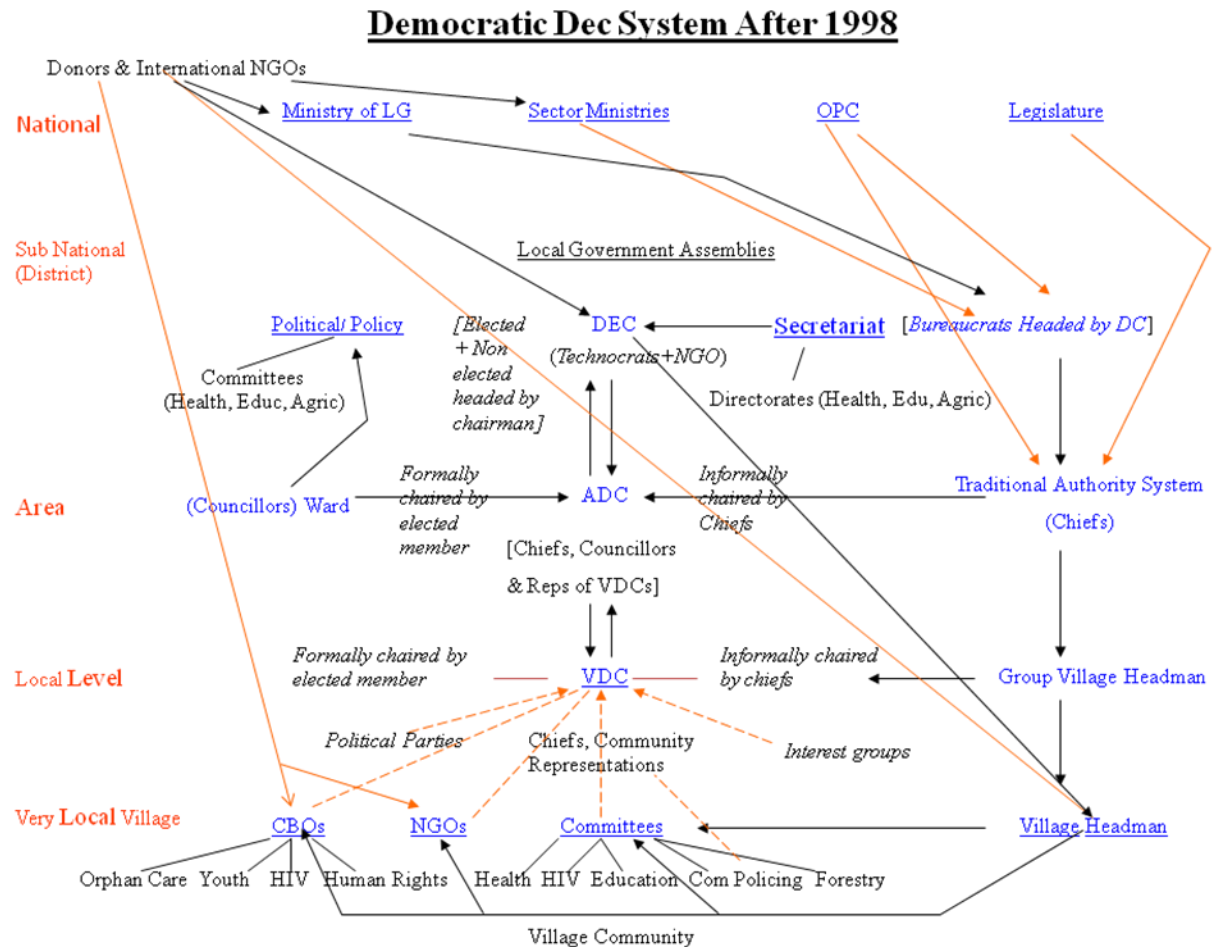 Democratic Dec System After 1998
Donors & International NGOs
National
Ministry of LG
Sector Ministries
OPC
Legislature
Sub National
(District)
Local Government Assemblies
Political/ Policy
[Elected
+ Non
elected
headed by
chairman]
DEC
(Technocrats+NGO)
Secretariat
[Bureaucrats Headed by DC]
Committees
(Health, Educ, Agric)
Directorates (Health, Edu, Agric)
Area
(Councillors) Ward
Formally
chaired by
elected
member
ADC
Informally
chaired by
Chiefs
Traditional Authority System
(Chiefs)
[Chiefs, Councillors
& Reps of VDCs]
Local Level
Formally chaired by
elected member
VDC
Informally chaired
by chiefs
Group Village Headman
Political Parties
Chiefs, Community
Representations
Interest groups
Very Local Village
CBOs
NGOs
Committees
Village Headman
Orphan Care
Youth
HIV
Human Rights
Health
HIV
Education
Com Policing
Forestry
Village Community